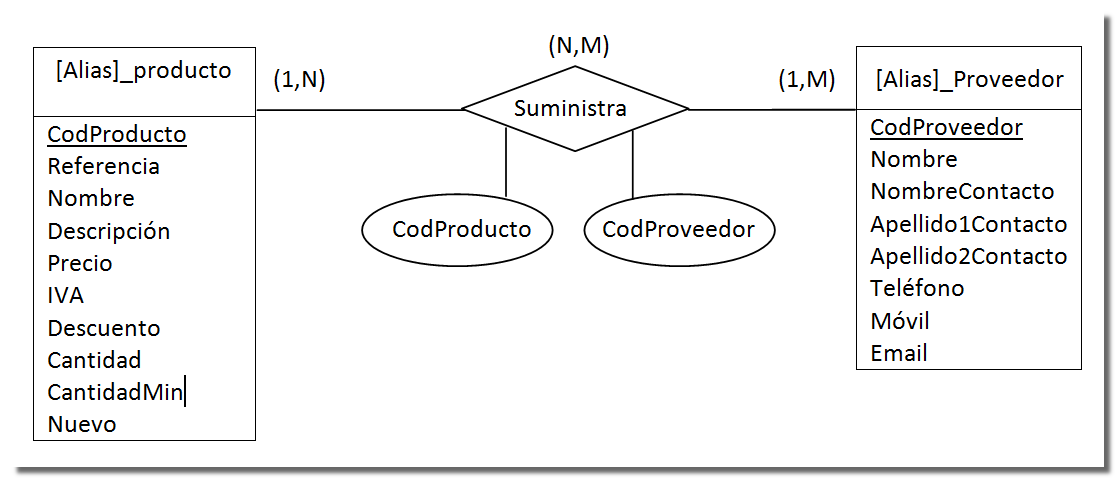 [Alias]_producto
CodProducto
Referencia
Nombre
Descripción
Precio
IVA
Descuento
Cantidad
CantidadMin
Nuevo
(1,N)
(N,M)
Suministra
CodProducto
CodProveedor
(1,M)
[Alias]_Proveedor
CodProveedor
Nombre
NombreContacto
Apellido1Contacto
Apellido2Contacto
Teléfono
Móvil
Email